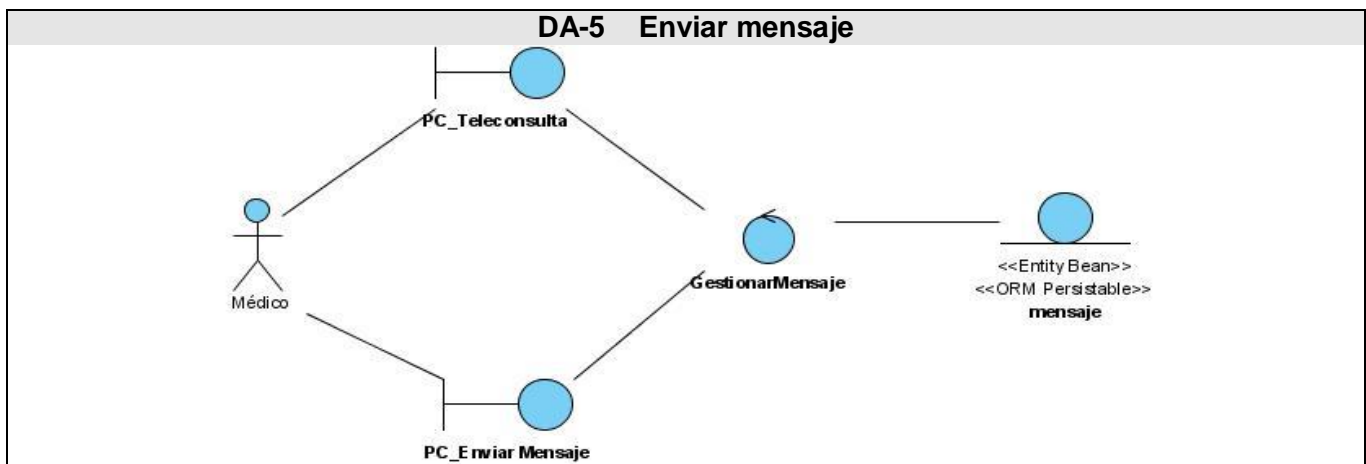 DA-5 Enviar mensaje
PC_Teleconsulta
Médico
GestionarMensaje
<<Entity Bean>>
<<ORM Persistable>>
mensaje
PC_Enviar Mensaje